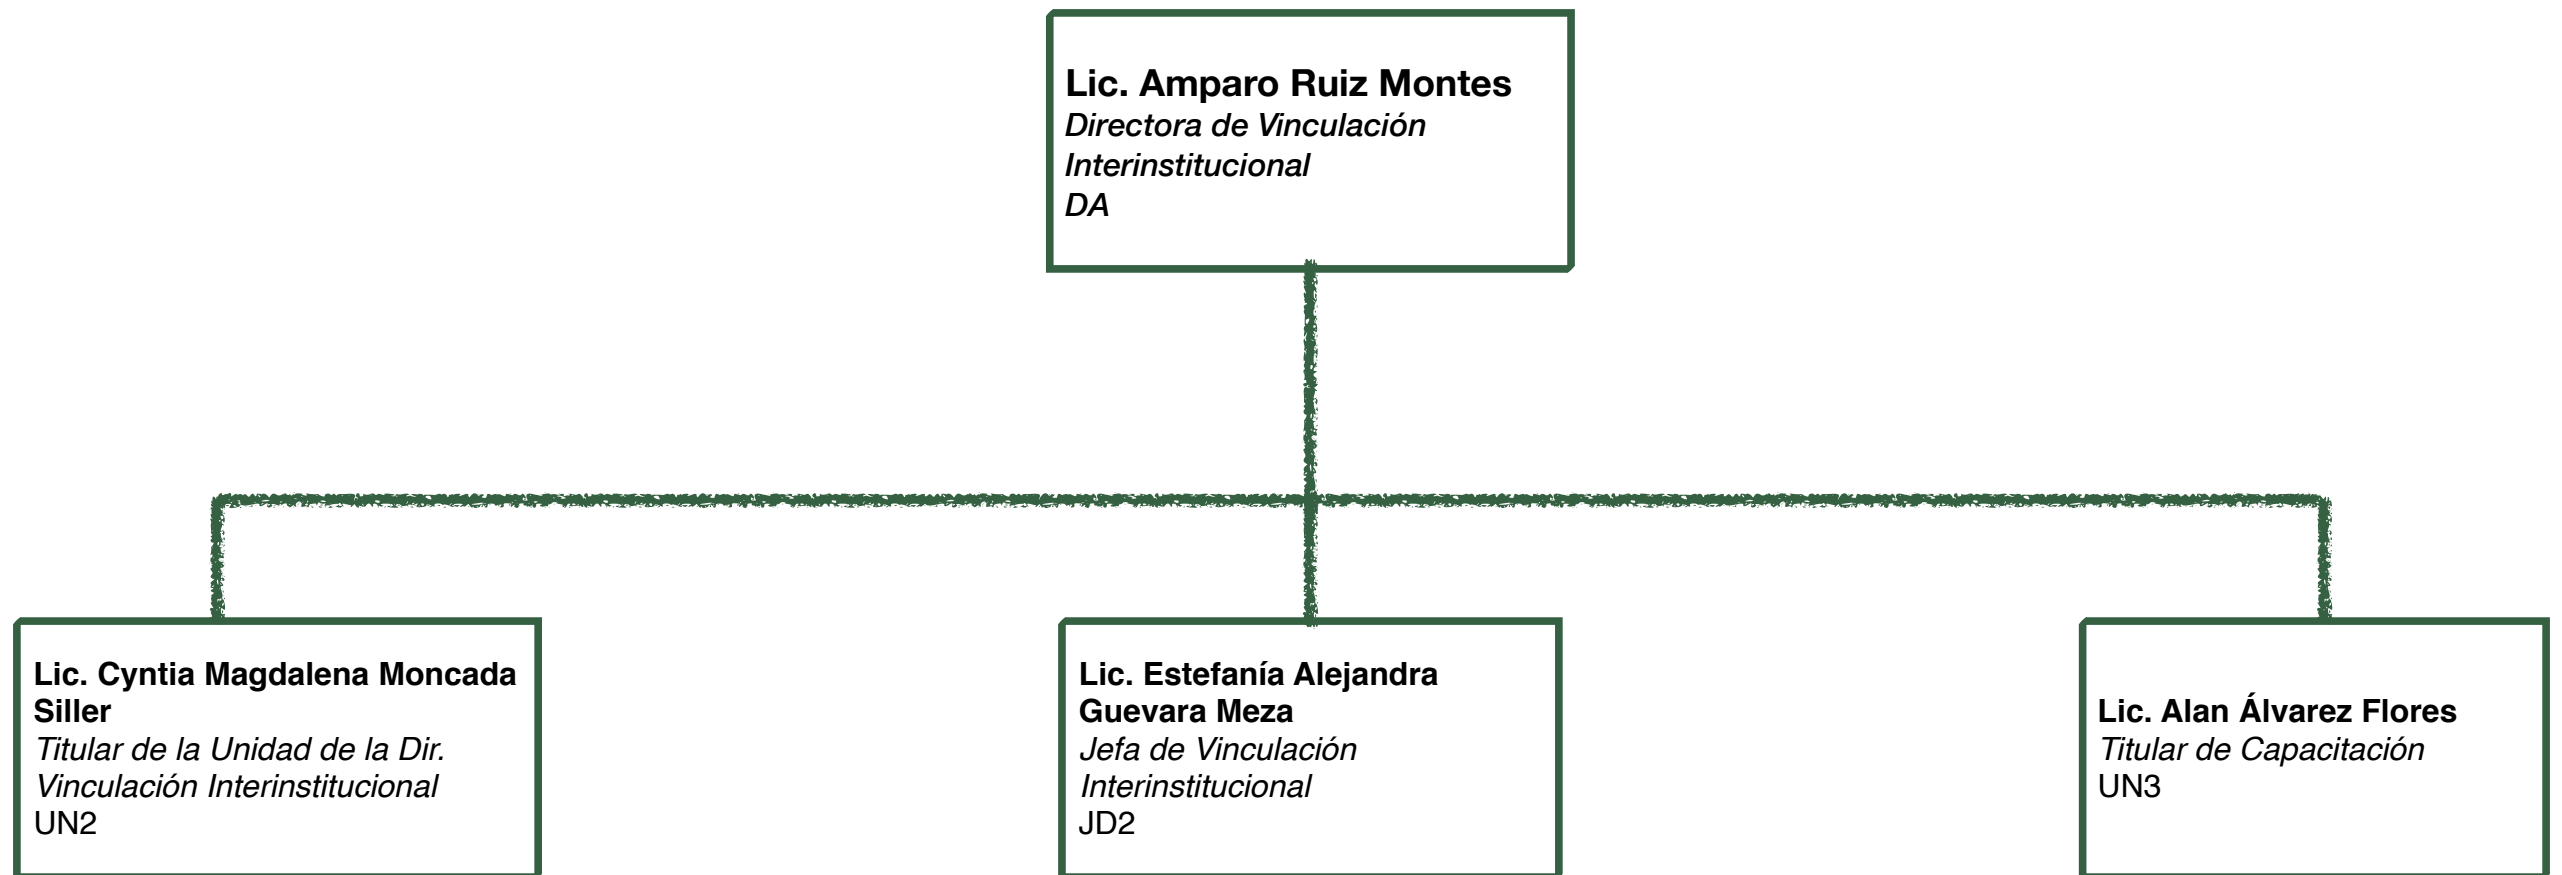 Lic. Amparo Ruiz Montes
Directora de Vinculación
Interinstitucional
DA
Lic. Cyntia Magdalena Moncada
Siller
Titular de la Unidad de la Dir.
Vinculación Interinstitucional
UN2
Lic. Estefanía Alejandra
Guevara Meza
Jefa de Vinculación
Interinstitucional
JD2
Lic. Alan Álvarez Flores
Titular de Capacitación
UN3